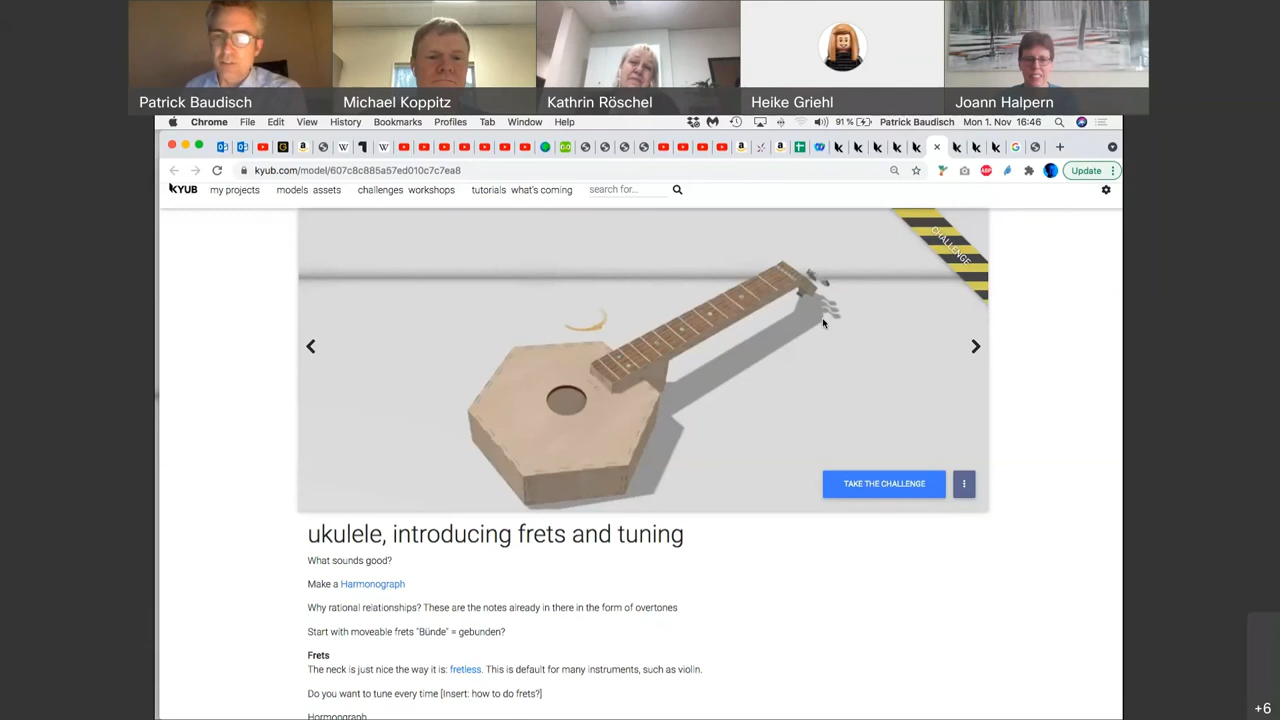 Patrick Baudisch
Michael Koppitz
Kathrin Röschel
Heike Griehl
Joann Halpern
Chrome File Edit View History Bookmarks Profiles Tab Window Help
91 % Patrick Baudisch Mon 1. Nov 16:46
kyub.com/model/607c8c885a57ed010c7c7ea8
Update
KYUB my projects models assets challenges workshops tutorials what's coming search for...
CHALLENGE
TAKE THE CHALLENGE
ukulele, introducing frets and tuning
What sounds good?
Make a Harmonograph
Why rational relationships? These are the notes already in there in the form of overtones
Start with moveable frets "Bünde" = gebunden?
Frets
The neck is just nice the way it is: fretless. This is default for many instruments, such as violin.
Do you want to tune every time [Insert: how to do frets?]
Hormonograph
+6